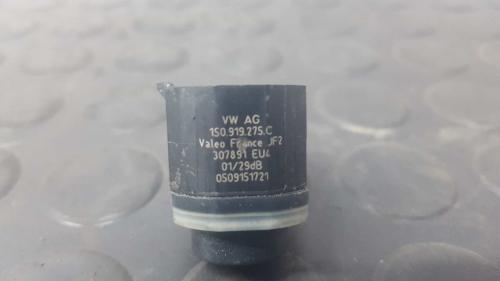 VW AG
1S0.919.275.C
Valeo France JF2
307891 EU4
01/29dB
0509151721